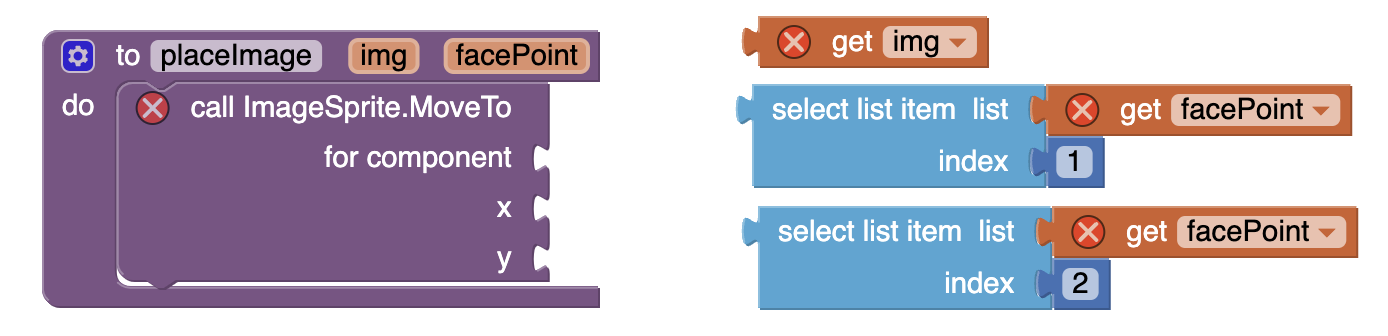 to placeImage img facePoint
do
call ImageSprite.MoveTo
for component
x
y
get img
select list item list get facePoint
index 1
select list item list get facePoint
index 2